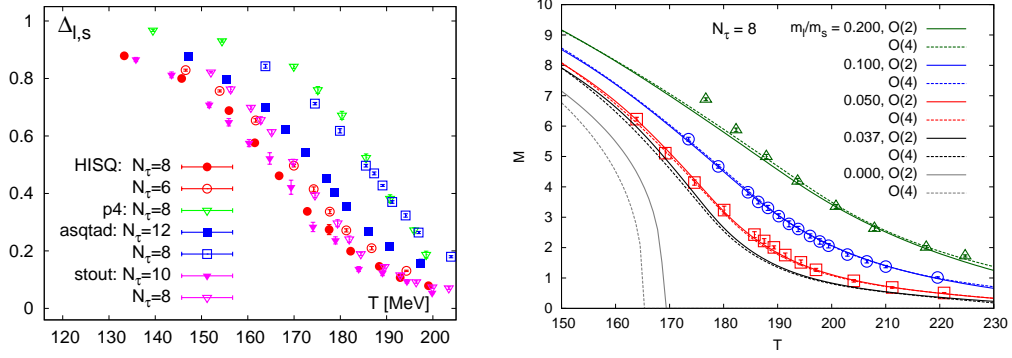 Δl,s
1
0.8
0.6
0.4
0.2
0
HISQ: Nτ=8
Nτ=6
p4: Nτ=8
asqtad: Nτ=12
Nτ=8
stout: Nτ=10
Nτ=8
T [MeV]
120 130 140 150 160 170 180 190 200
M
10
9
8
7
6
5
4
3
2
1
0
Nτ = 8
ml/ms = 0.200, O(2)
O(4)
0.100, O(2)
O(4)
0.050, O(2)
O(4)
0.037, O(2)
O(4)
0.000, O(2)
O(4)
150 160 170 180 190 200 210 220 230
T